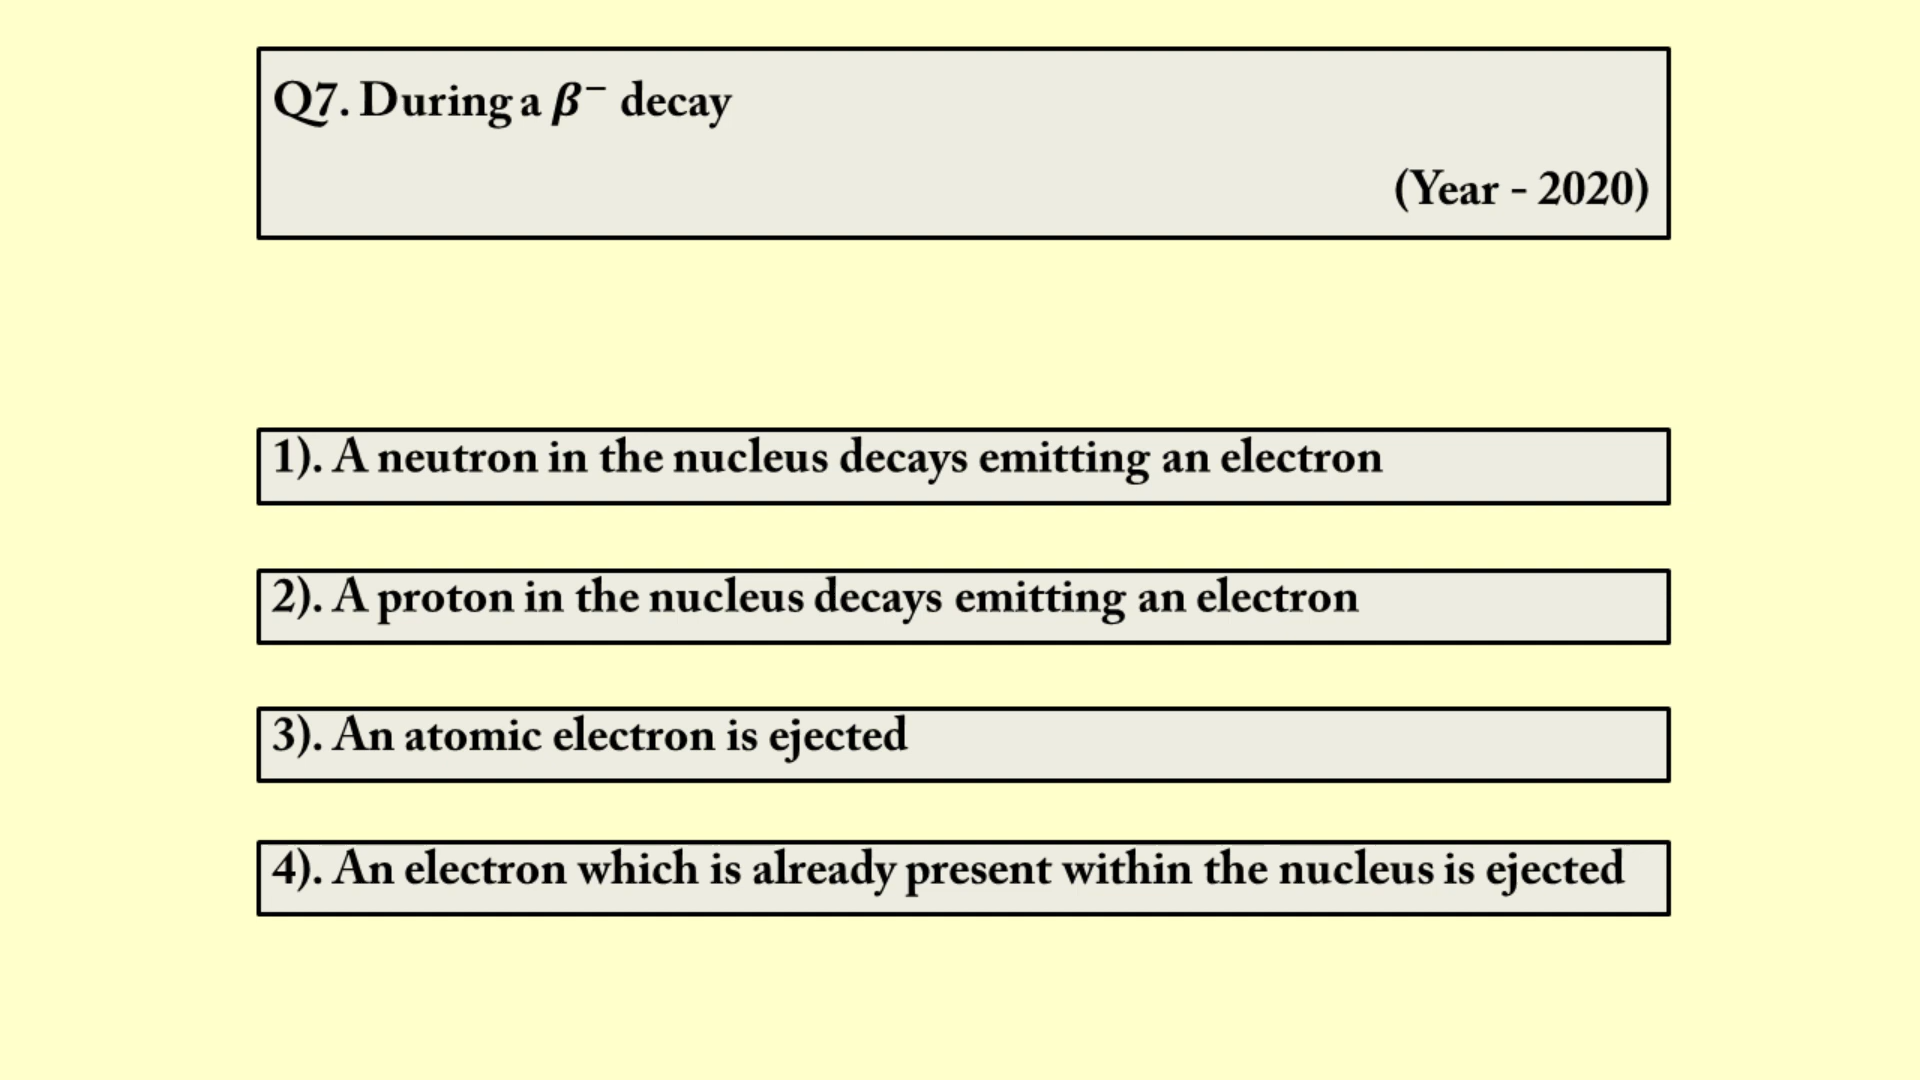 Q7. During a β⁻ decay
(Year - 2020)
1). A neutron in the nucleus decays emitting an electron
2). A proton in the nucleus decays emitting an electron
3). An atomic electron is ejected
4). An electron which is already present within the nucleus is ejected